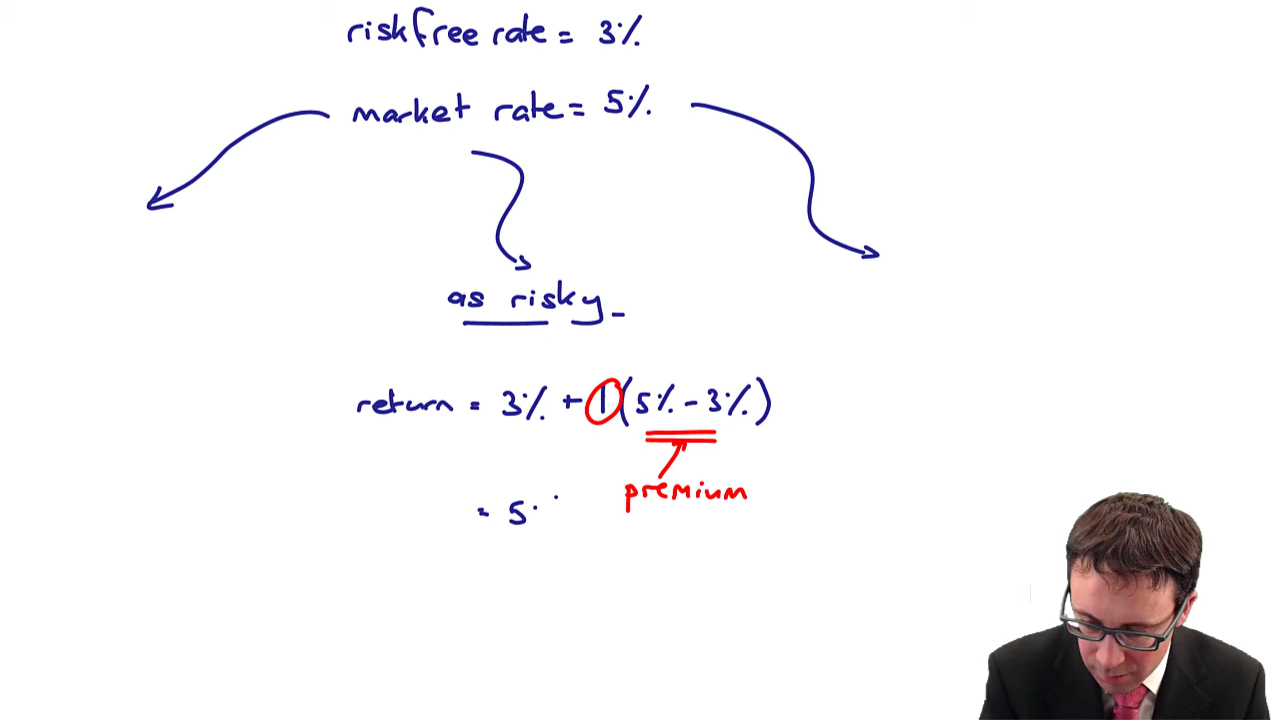 riskfree rate = 3%
market rate = 5%
as risky
return = 3% + 1(5% - 3%)
premium
= 5